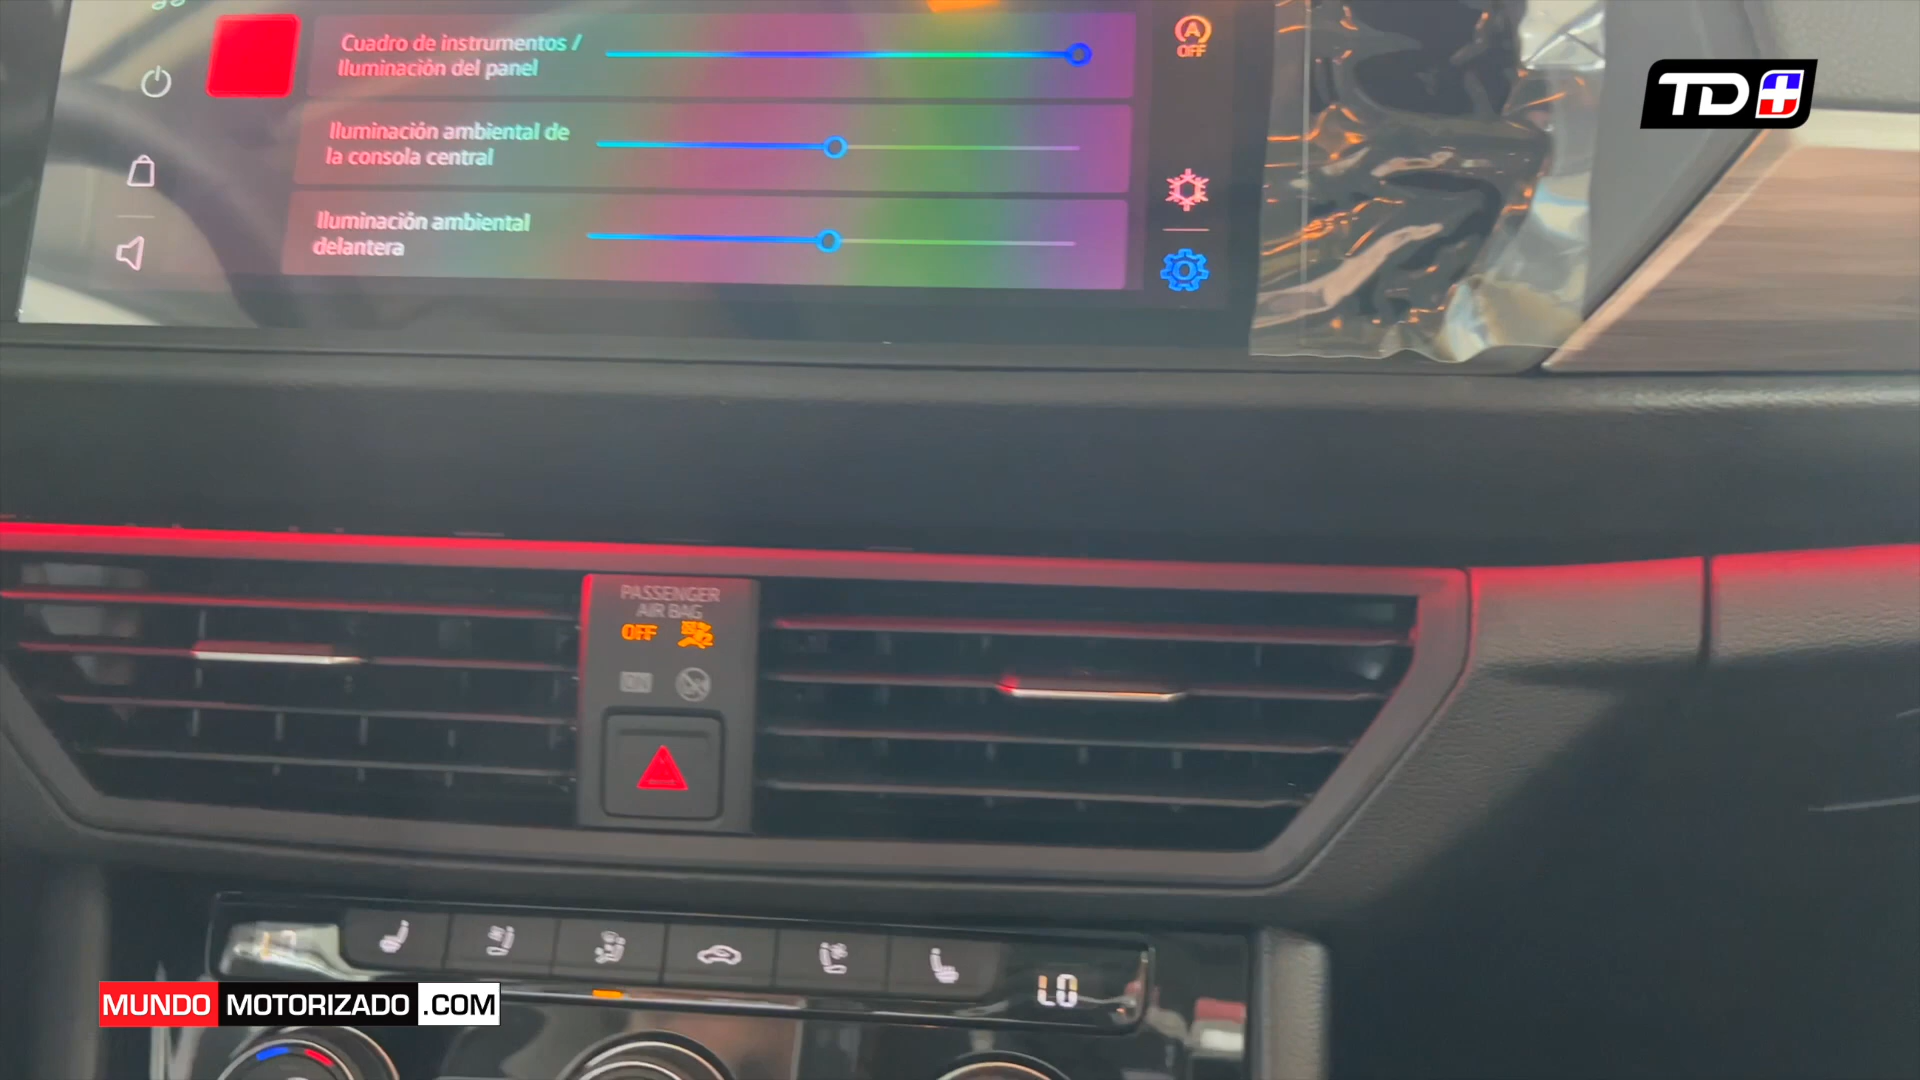 Cuadro de instrumentos /
Iluminación del panel
A
OFF
TD
Iluminación ambiental de
la consola central
Iluminación ambiental
delantera
PASSENGER
AIR BAG
OFF
ON
LO
MUNDO MOTORIZADO .COM